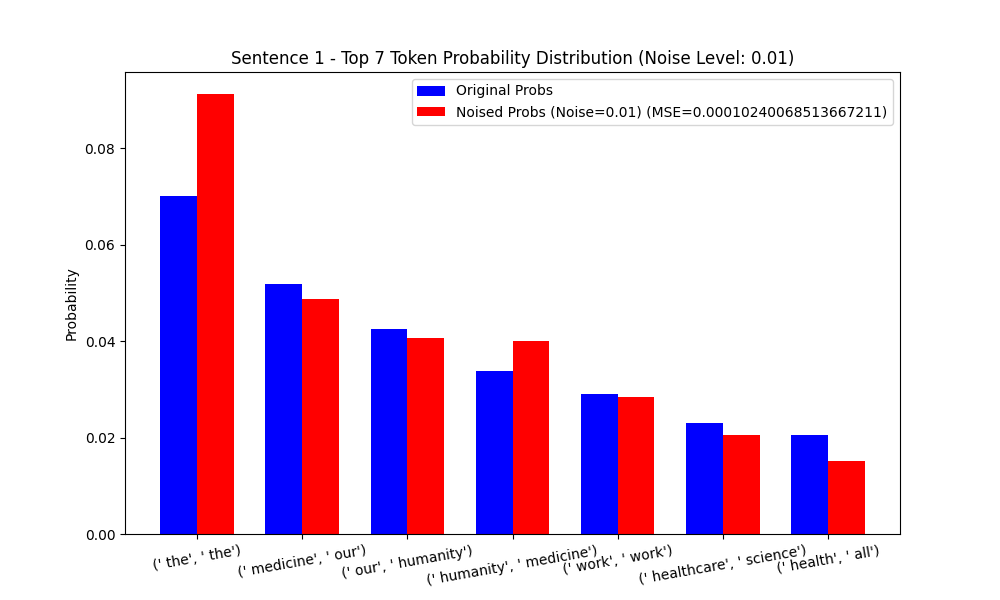 Sentence 1 - Top 7 Token Probability Distribution (Noise Level: 0.01)
Original Probs
Noised Probs (Noise=0.01) (MSE=0.00010240068513667211)
Probability
0.08
0.06
0.04
0.02
0.00
(' the', ' the')
(' medicine', ' our')
(' our', ' humanity')
(' humanity', ' medicine')
(' work', ' work')
(' healthcare', ' science')
(' health', ' all')